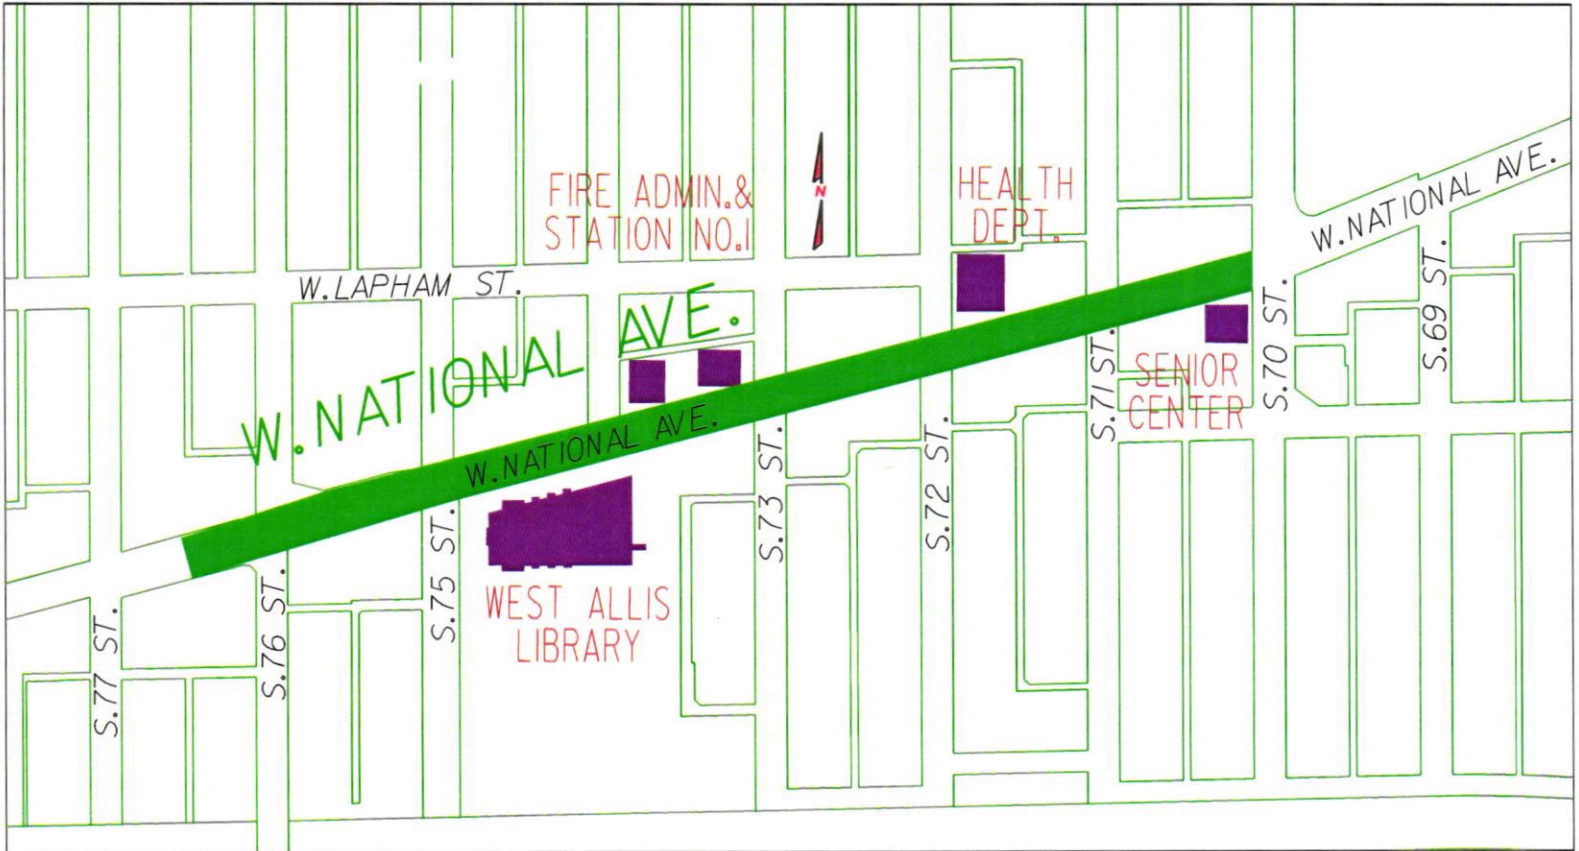 FIRE ADMIN.&
STATION NO.1
N
HEALTH
DEPT.
W.NATIONAL AVE.
W.LAPHAM ST.
W.NATIONAL AVE.
W.NATIONAL AVE.
SENIOR
CENTER
WEST ALLIS
LIBRARY
S.77 ST.
S.76 ST.
S.75 ST.
S.73 ST.
S.72 ST.
S.71 ST.
S.70 ST.
S.69 ST.